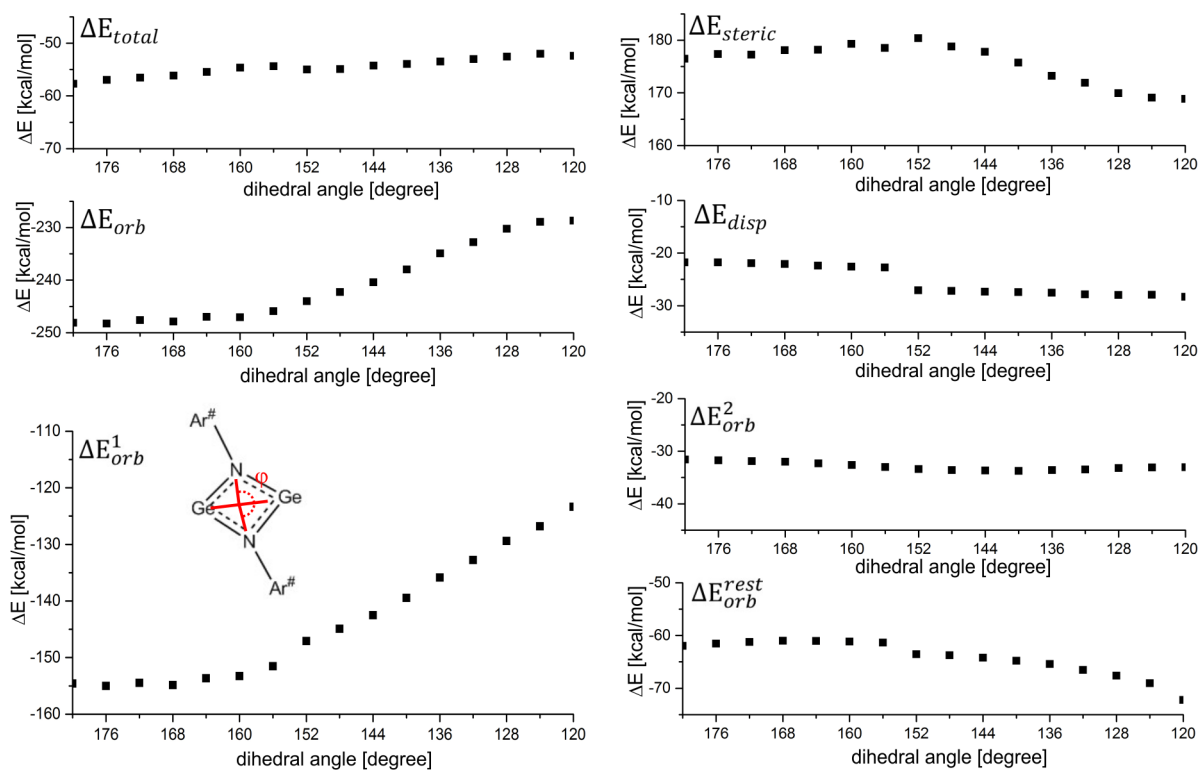 ΔE_total
ΔE [kcal/mol]
-50
-60
-70
176 168 160 152 144 136 128 120
dihedral angle [degree]
ΔE_steric
ΔE [kcal/mol]
180
170
160
176 168 160 152 144 136 128 120
dihedral angle [degree]
ΔE_orb
ΔE [kcal/mol]
-230
-240
-250
176 168 160 152 144 136 128 120
dihedral angle [degree]
ΔE_disp
ΔE [kcal/mol]
-10
-20
-30
176 168 160 152 144 136 128 120
dihedral angle [degree]
ΔE¹_orb
ΔE [kcal/mol]
-110
-120
-130
-140
-150
-160
Ar#
N
φ
Ge
Ge
N
Ar#
176 168 160 152 144 136 128 120
dihedral angle [degree]
ΔE²_orb
ΔE [kcal/mol]
-20
-30
-40
176 168 160 152 144 136 128 120
dihedral angle [degree]
ΔE^rest_orb
ΔE [kcal/mol]
-50
-60
-70
176 168 160 152 144 136 128 120
dihedral angle [degree]